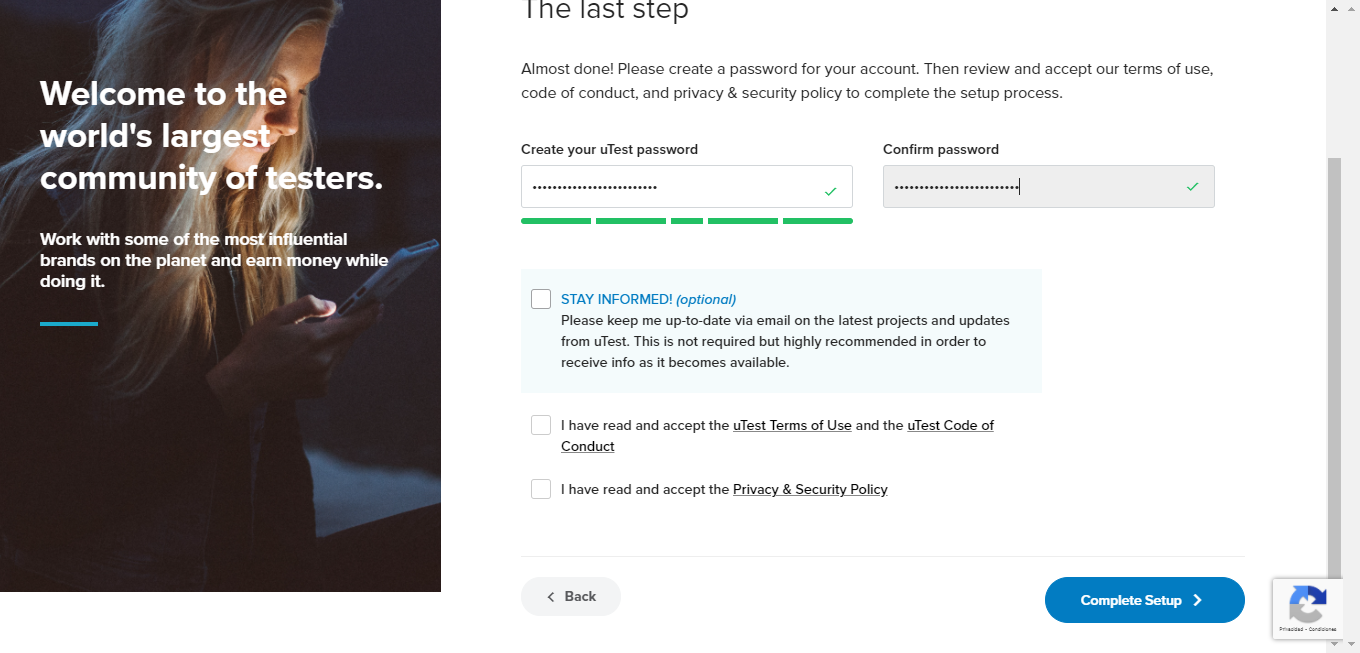 The last step
Welcome to the
world's largest
community of testers.
Work with some of the most influential
brands on the planet and earn money while
doing it.
Almost done! Please create a password for your account. Then review and accept our terms of use,
code of conduct, and privacy & security policy to complete the setup process.
Create your uTest password
Confirm password
•••••••••••••••••••••••••
•••••••••••••••••••••••••
STAY INFORMED! (optional)
Please keep me up-to-date via email on the latest projects and updates
from uTest. This is not required but highly recommended in order to
receive info as it becomes available.
I have read and accept the uTest Terms of Use and the uTest Code of
Conduct
I have read and accept the Privacy & Security Policy
Back
Complete Setup
Privacidad - Condiciones